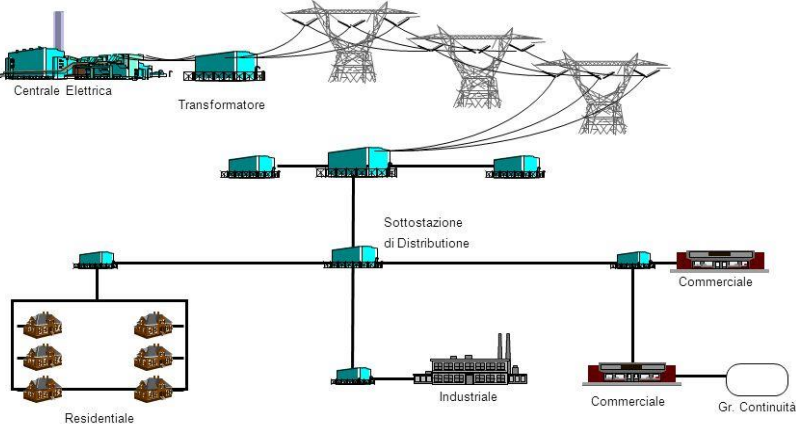 Centrale Elettrica
Transformatore
Sottostazione
di Distributione
Commerciale
Industriale
Commerciale
Gr. Continuità
Residentiale